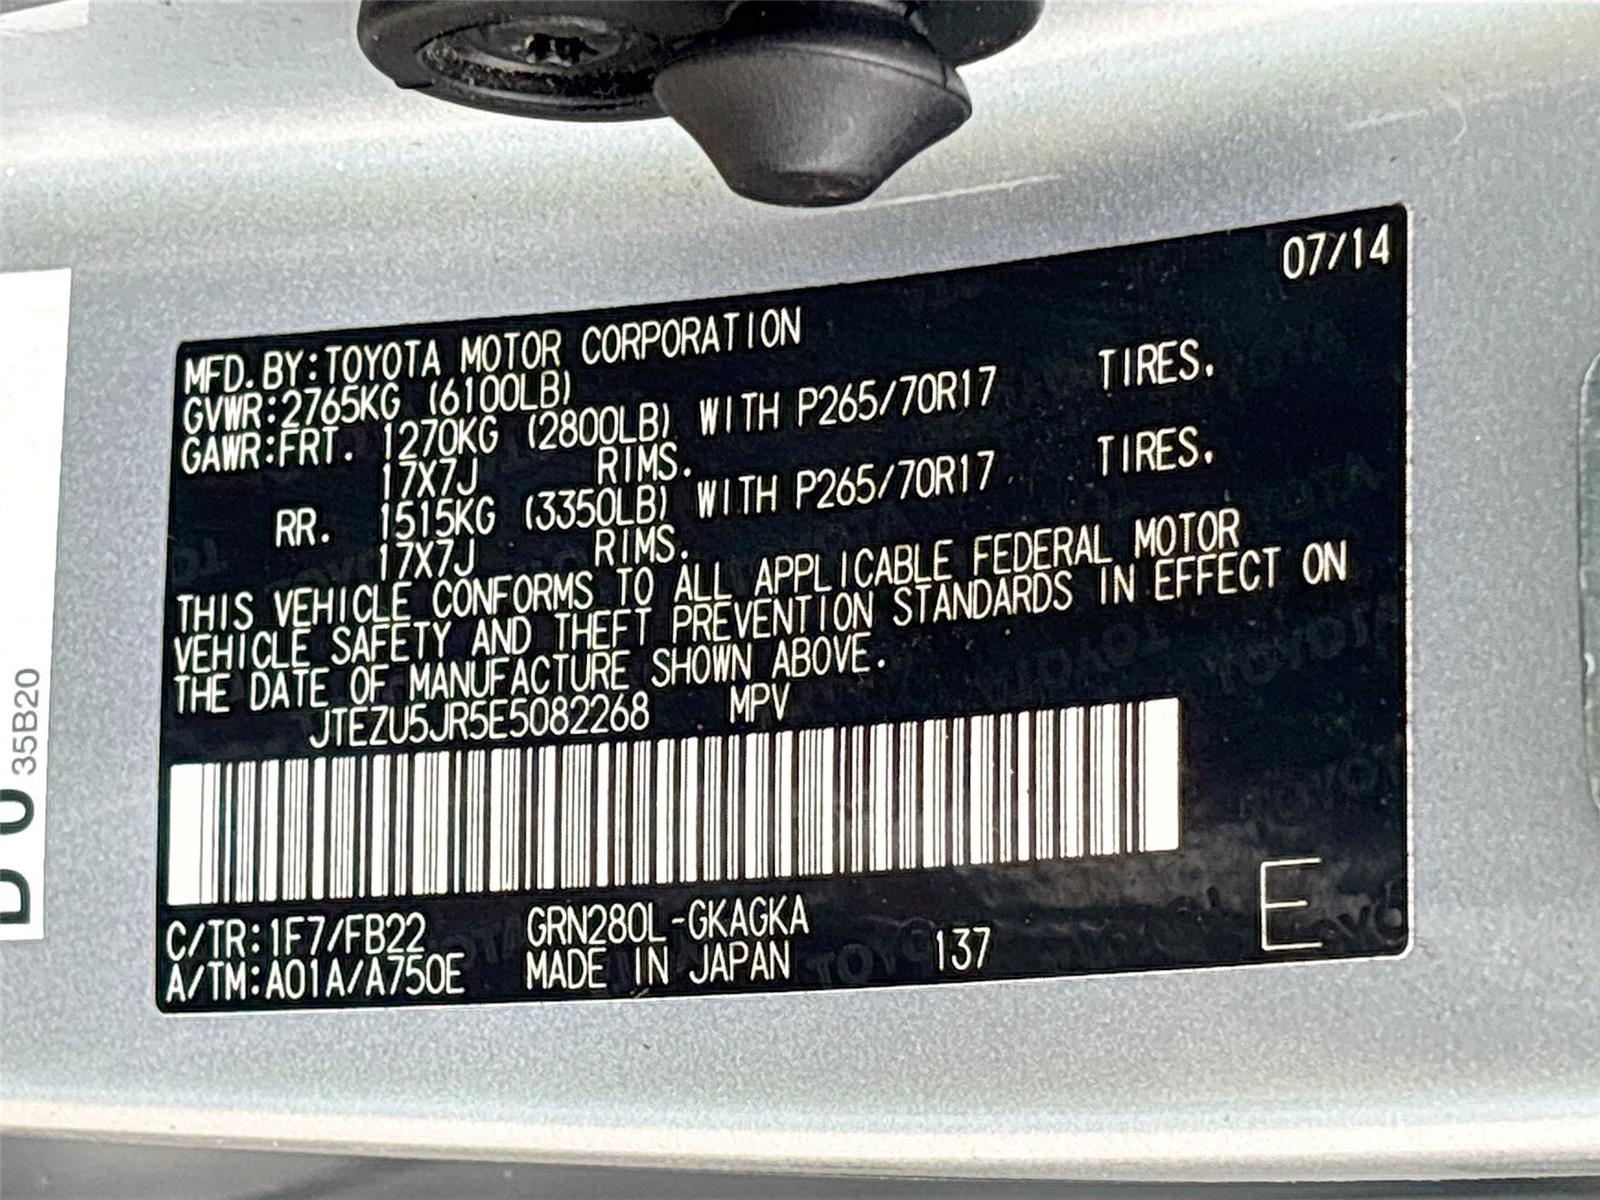 07/14
MFD.BY:TOYOTA MOTOR CORPORATION
GVWR:2765KG (6100LB)
GAWR:FRT. 1270KG (2800LB) WITH P265/70R17 TIRES.
17X7J RIMS.
RR. 1515KG (3350LB) WITH P265/70R17 TIRES.
17X7J RIMS.
THIS VEHICLE CONFORMS TO ALL APPLICABLE FEDERAL MOTOR
VEHICLE SAFETY AND THEFT PREVENTION STANDARDS IN EFFECT ON
THE DATE OF MANUFACTURE SHOWN ABOVE.
JTEZU5JR5E5082268 MPV
C/TR:1F7/FB22 GRN280L-GKAGKA
A/TM:A01A/A750E MADE IN JAPAN 137
E
35B20